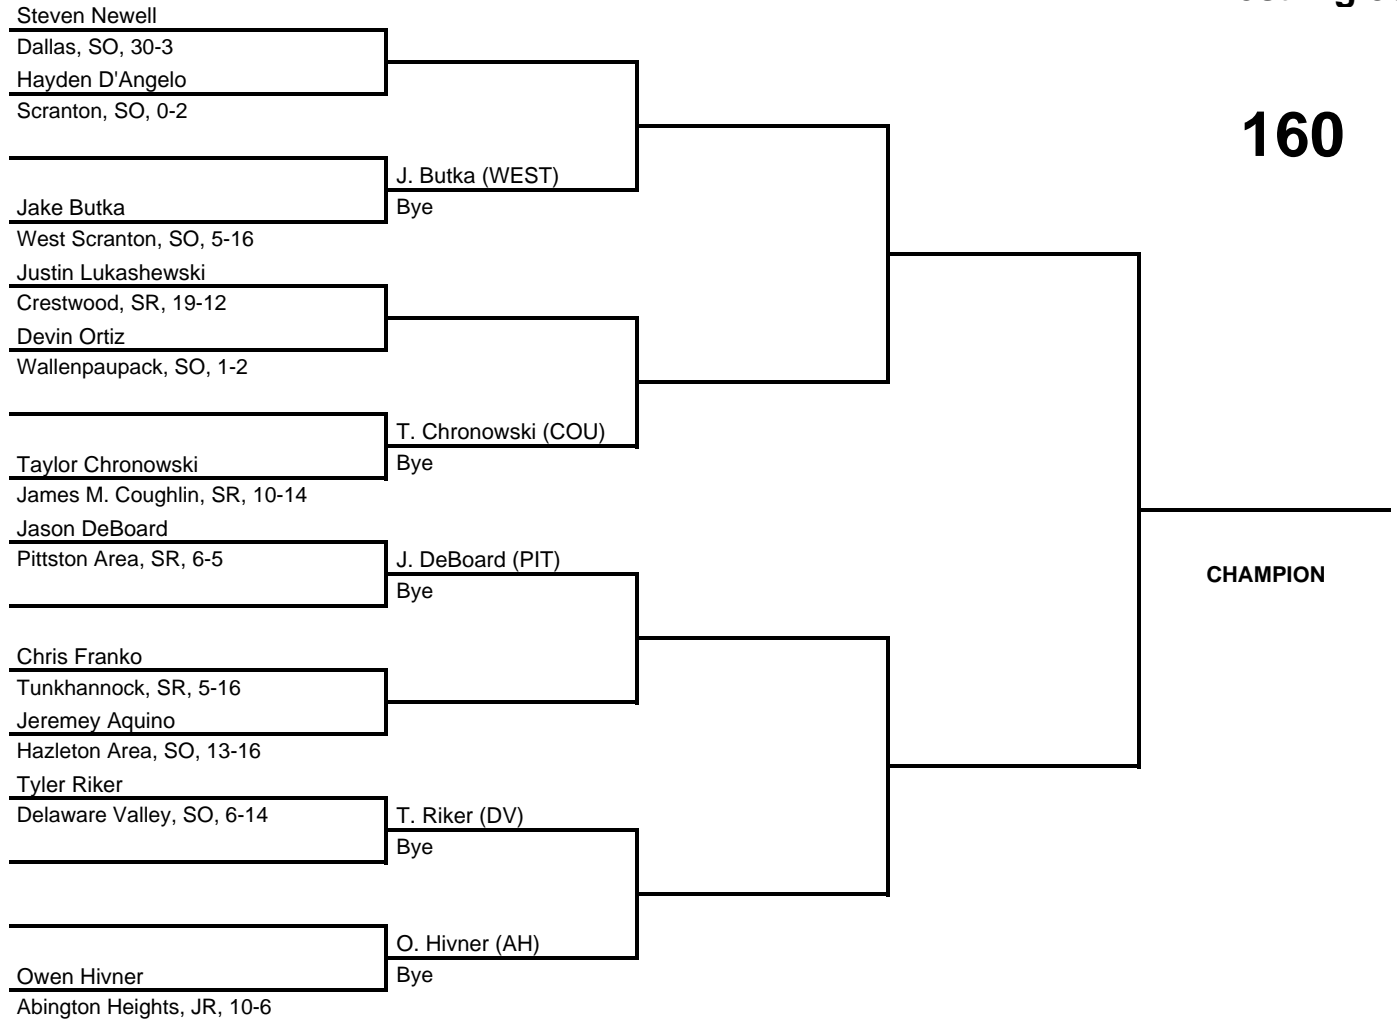 Steven Newell
Dallas, SO, 30-3
Hayden D'Angelo
Scranton, SO, 0-2
160
J. Butka (WEST)
Jake Butka
Bye
West Scranton, SO, 5-16
Justin Lukashewski
Crestwood, SR, 19-12
Devin Ortiz
Wallenpaupack, SO, 1-2
T. Chronowski (COU)
Taylor Chronowski
Bye
James M. Coughlin, SR, 10-14
Jason DeBoard
Pittston Area, SR, 6-5
J. DeBoard (PIT)
Bye
CHAMPION
Chris Franko
Tunkhannock, SR, 5-16
Jeremey Aquino
Hazleton Area, SO, 13-16
Tyler Riker
Delaware Valley, SO, 6-14
T. Riker (DV)
Bye
O. Hivner (AH)
Owen Hivner
Bye
Abington Heights, JR, 10-6